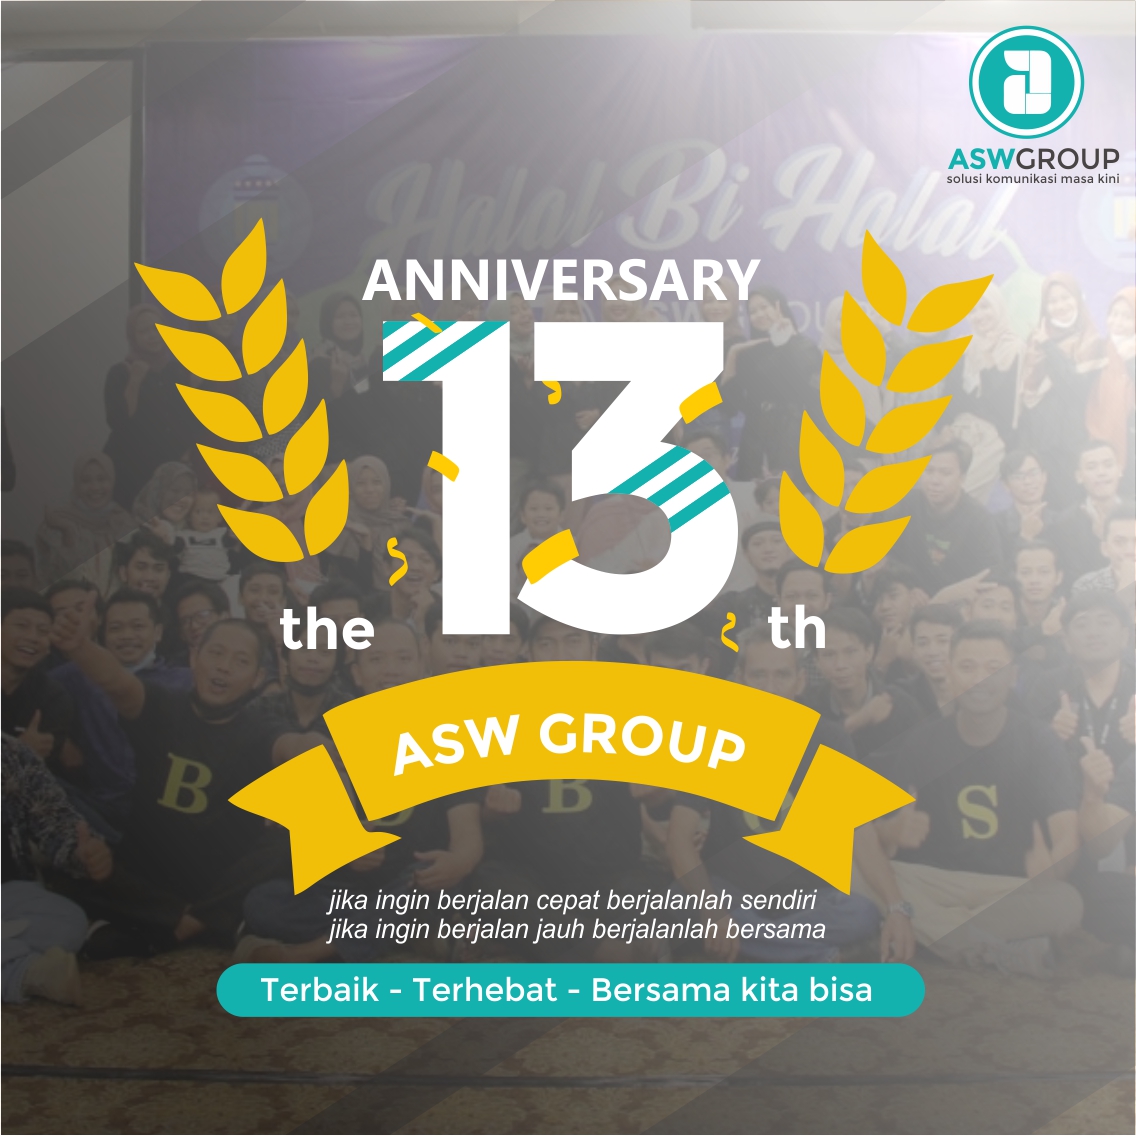 ASWGROUP
solusi komunikasi masa kini
Halal Bi Halal
ANNIVERSARY
13
the th
ASW GROUP
B B S
jika ingin berjalan cepat berjalanlah sendiri
jika ingin berjalan jauh berjalanlah bersama
Terbaik - Terhebat - Bersama kita bisa